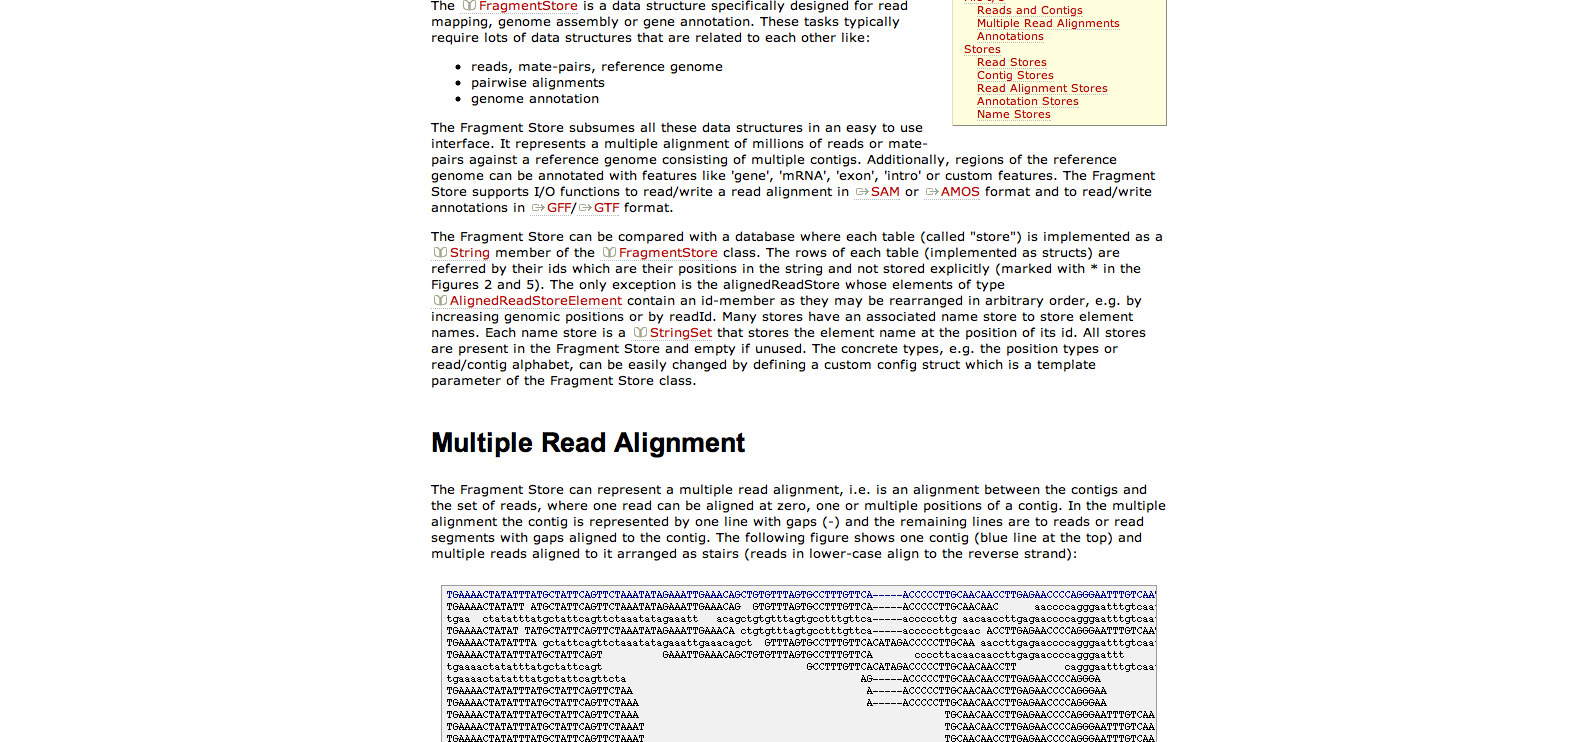 The FragmentStore is a data structure specifically designed for read
mapping, genome assembly or gene annotation. These tasks typically
require lots of data structures that are related to each other like:
reads, mate-pairs, reference genome
pairwise alignments
genome annotation
Reads and Contigs
Multiple Read Alignments
Annotations
Stores
Read Stores
Contig Stores
Read Alignment Stores
Annotation Stores
Name Stores
The Fragment Store subsumes all these data structures in an easy to use
interface. It represents a multiple alignment of millions of reads or mate-
pairs against a reference genome consisting of multiple contigs. Additionally, regions of the reference
genome can be annotated with features like 'gene', 'mRNA', 'exon', 'intro' or custom features. The Fragment
Store supports I/O functions to read/write a read alignment in SAM or AMOS format and to read/write
annotations in GFF/GTF format.
The Fragment Store can be compared with a database where each table (called "store") is implemented as a
String member of the FragmentStore class. The rows of each table (implemented as structs) are
referred by their ids which are their positions in the string and not stored explicitly (marked with * in the
Figures 2 and 5). The only exception is the alignedReadStore whose elements of type
AlignedReadStoreElement contain an id-member as they may be rearranged in arbitrary order, e.g. by
increasing genomic positions or by readId. Many stores have an associated name store to store element
names. Each name store is a StringSet that stores the element name at the position of its id. All stores
are present in the Fragment Store and empty if unused. The concrete types, e.g. the position types or
read/contig alphabet, can be easily changed by defining a custom config struct which is a template
parameter of the Fragment Store class.
Multiple Read Alignment
The Fragment Store can represent a multiple read alignment, i.e. is an alignment between the contigs and
the set of reads, where one read can be aligned at zero, one or multiple positions of a contig. In the multiple
alignment the contig is represented by one line with gaps (-) and the remaining lines are to reads or read
segments with gaps aligned to the contig. The following figure shows one contig (blue line at the top) and
multiple reads aligned to it arranged as stairs (reads in lower-case align to the reverse strand):
TGAAAACTATATTTATGCTATTCAGTTCTAAATATAGAAATTGAAACAGCTGTGTTTAGTGCCTTTGTTCA-----ACCCCCTTGCAACAACCTTGAGAACCCCAGGGAATTTGTCAA
TGAAAACTATATT ATGCTATTCAGTTCTAAATATAGAAATTGAAACAG GTGTTTAGTGCCTTTGTTCA-----ACCCCCTTGCAACAAC aaccccagggaatttgtcaa
tgaa ctatatttatgctattcagttctaaatatagaaatt acagctgtgtttagtgcctttgttca-----acccccttg aacaaccttgagaaccccagggaatttgtcaa
TGAAAACTATAT TATGCTATTCAGTTCTAAATATAGAAATTGAAACA ctgtgtttagtgcctttgttca-----acccccttgcaac ACCTTGAGAACCCCAGGGAATTTGTCAA
TGAAAACTATATTTA gctattcagttctaaatatagaaattgaaacagct GTTTAGTGCCTTTGTTCACATAGACCCCCTTGCAA aaccttgagaaccccagggaatttgtcaa
TGAAAACTATATTTATGCTATTCAGT GAAATTGAAACAGCTGTGTTTAGTGCCTTTGTTCA ccccttacaacaaccttgagaaccccagggaattt
tgaaaactatatttatgctattcagt GCCTTTGTTCACATAGACCCCCTTGCAACAACCTT cagggaatttgtcaa
tgaaaactatatttatgctattcagttcta AG-----ACCCCCTTGCAACAACCTTGAGAACCCCAGGGA
TGAAAACTATATTTATGCTATTCAGTTCTAA A-----ACCCCCTTGCAACAACCTTGAGAACCCCAGGGAA
TGAAAACTATATTTATGCTATTCAGTTCTAAA A-----ACCCCCTTGCAACAACCTTGAGAACCCCAGGGAA
TGAAAACTATATTTATGCTATTCAGTTCTAAA TGCAACAACCTTGAGAACCCCAGGGAATTTGTCAA
TGAAAACTATATTTATGCTATTCAGTTCTAAAT TGCAACAACCTTGAGAACCCCAGGGAATTTGTCAA
TGAAAACTATATTTATGCTATTCAGTTCTAAAT TGCAACAACCTTGAGAACCCCAGGGAATTTGTCAA